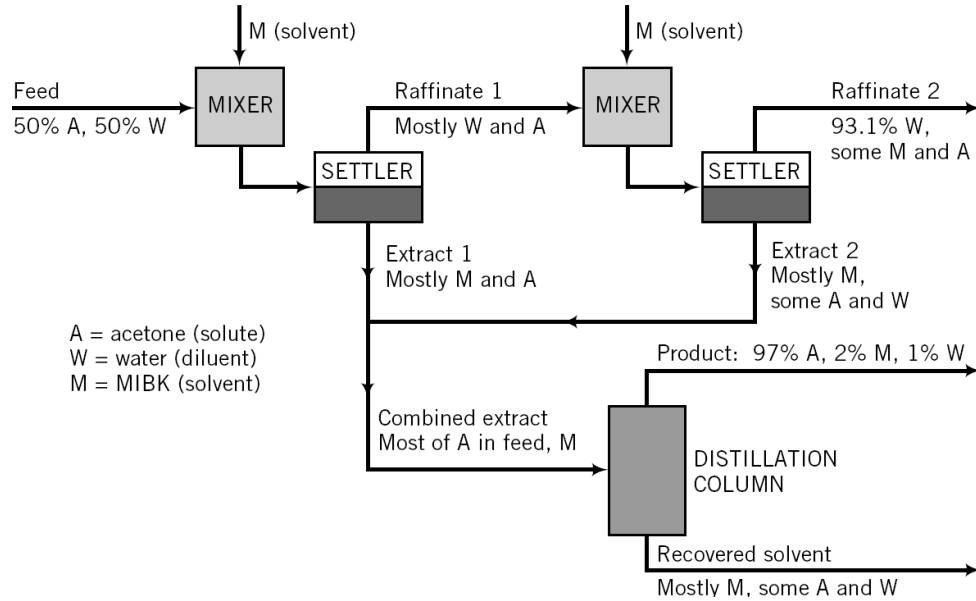 M (solvent)
M (solvent)
Feed
50% A, 50% W
MIXER
Raffinate 1
Mostly W and A
MIXER
Raffinate 2
93.1% W,
some M and A
SETTLER
SETTLER
Extract 1
Mostly M and A
Extract 2
Mostly M,
some A and W
A = acetone (solute)
W = water (diluent)
M = MIBK (solvent)
Product: 97% A, 2% M, 1% W
Combined extract
Most of A in feed, M
DISTILLATION
COLUMN
Recovered solvent
Mostly M, some A and W